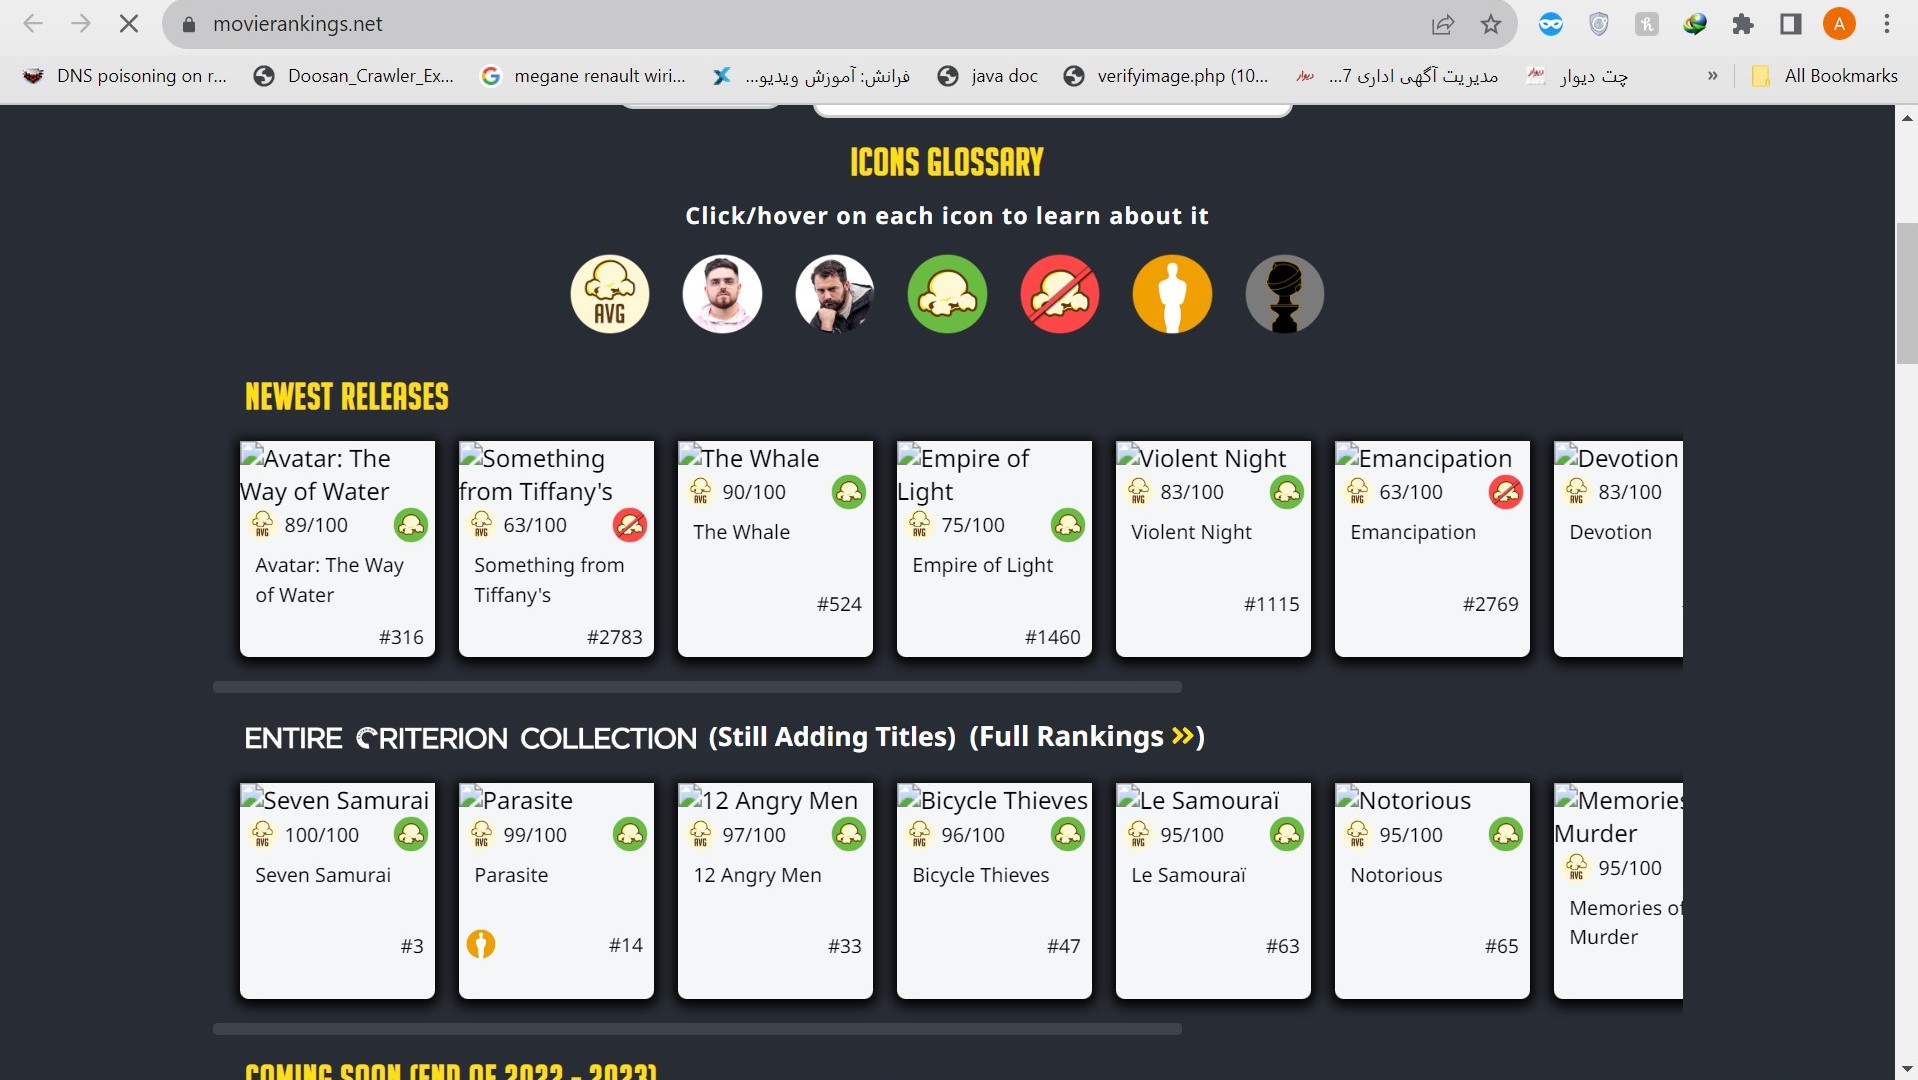 movierankings.net
A
DNS poisoning on r...
Doosan_Crawler_Ex...
megane renault wiri...
فرانش: آموزش ویدیو...
java doc
verifyimage.php (10...
مدیریت آگهی اداری 7...
چت دیوار
»
All Bookmarks
ICONS GLOSSARY
Click/hover on each icon to learn about it
AVG
NEWEST RELEASES
Avatar: The
Way of Water
AVG 89/100
Avatar: The Way
of Water
#316
Something
from Tiffany's
AVG 63/100
Something from
Tiffany's
#2783
The Whale
AVG 90/100
The Whale
#524
Empire of
Light
AVG 75/100
Empire of Light
#1460
Violent Night
AVG 83/100
Violent Night
#1115
Emancipation
AVG 63/100
Emancipation
#2769
Devotion
AVG 83/100
Devotion
ENTIRE CRITERION COLLECTION (Still Adding Titles) (Full Rankings »)
Seven Samurai
AVG 100/100
Seven Samurai
#3
Parasite
AVG 99/100
Parasite
#14
12 Angry Men
AVG 97/100
12 Angry Men
#33
Bicycle Thieves
AVG 96/100
Bicycle Thieves
#47
Le Samouraï
AVG 95/100
Le Samouraï
#63
Notorious
AVG 95/100
Notorious
#65
Memories
Murder
AVG 95/100
Memories of
Murder
COMING SOON (END OF 2022 - 2023)